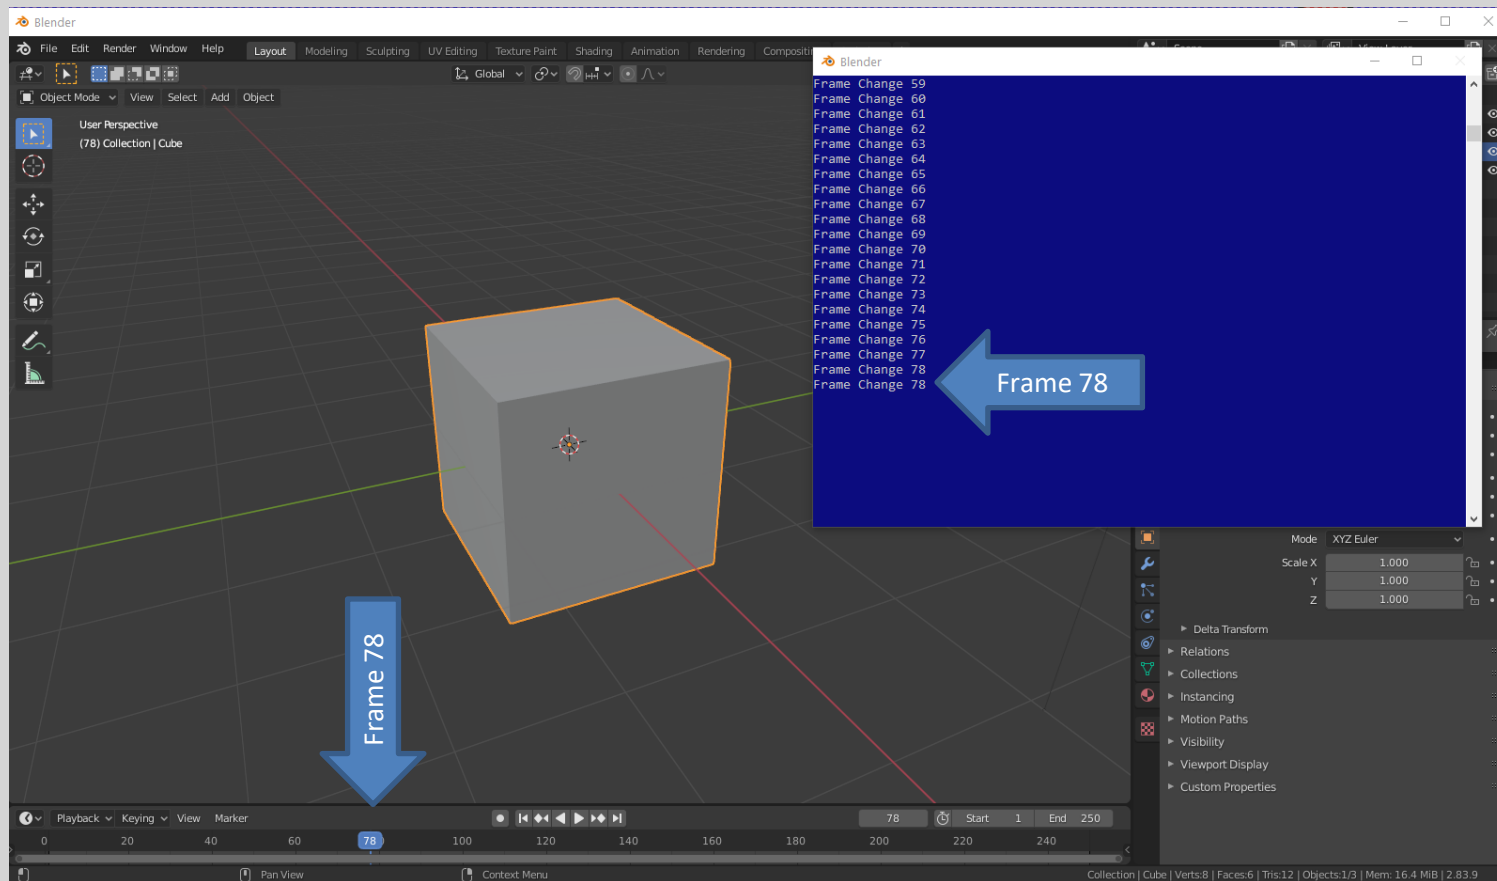 Blender
File Edit Render Window Help Layout Modeling Sculpting UV Editing Texture Paint Shading Animation Rendering
Global
Object Mode View Select Add Object
User Perspective
(78) Collection | Cube
Blender
Frame Change 59
Frame Change 60
Frame Change 61
Frame Change 62
Frame Change 63
Frame Change 64
Frame Change 65
Frame Change 66
Frame Change 67
Frame Change 68
Frame Change 69
Frame Change 70
Frame Change 71
Frame Change 72
Frame Change 73
Frame Change 74
Frame Change 75
Frame Change 76
Frame Change 77
Frame Change 78
Frame Change 78
Frame 78
Mode XYZ Euler
Scale X 1.000
Y 1.000
Z 1.000
Delta Transform
Relations
Collections
Instancing
Motion Paths
Visibility
Viewport Display
Custom Properties
Frame 78
Playback Keying View Marker 78 Start 1 End 250
0 20 40 60 78 100 120 140 160 180 200 220 240
Pan View Context Menu Collection | Cube | Verts:8 | Faces:6 | Tris:12 | Objects:1/3 | Mem: 16.4 MiB | 2.83.9